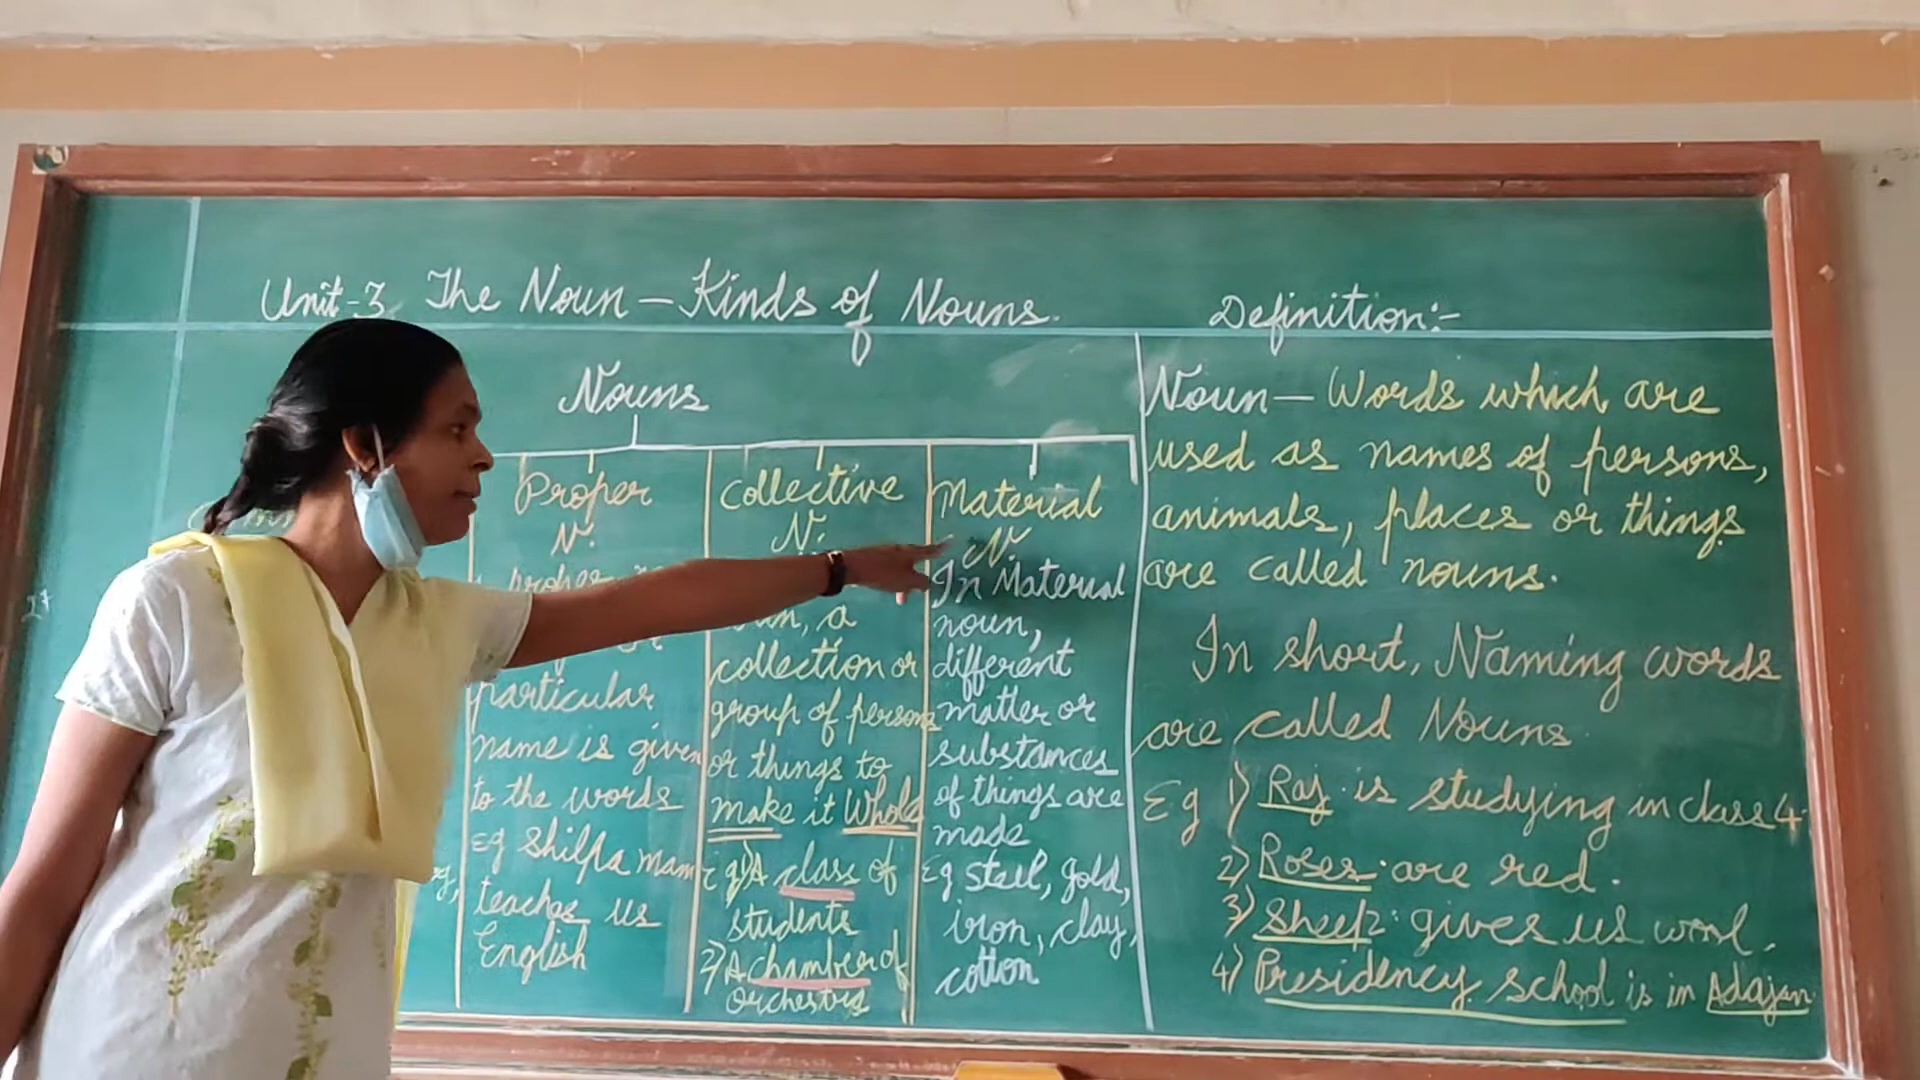 Unit-3 The Noun - Kinds of Nouns.
Definition:-
Nouns
Proper
N.
particular
name is given
to the words
Eg Shilpa mam
teaches us
English
Collective
N.
collection or
group of persons
or things to
make it Whole
eg 1) A class of
students
2) A chamber of
Orchestra
Material
N.
In Material
noun,
different
matter or
substances
of things are
made
Eg steel, gold,
iron, clay,
cotton
Noun - Words which are
used as names of persons,
animals, places or things
are called nouns.
In short, Naming words
are called Nouns
Eg 1) Raj is studying in class 4.
2) Roses are red.
3) Sheep gives us wool.
4) Presidency school is in Adajan